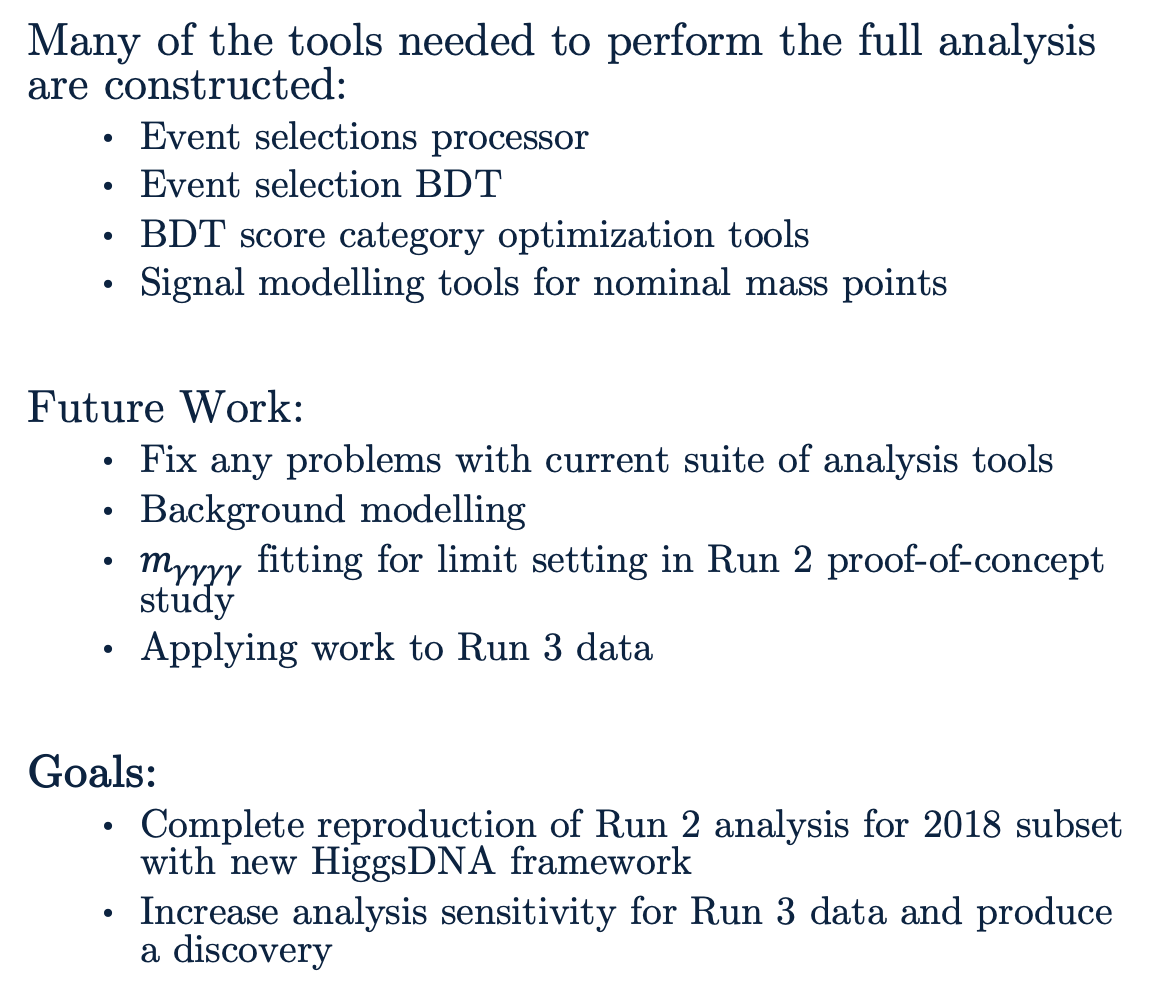 Many of the tools needed to perform the full analysis
are constructed:
• Event selections processor
• Event selection BDT
• BDT score category optimization tools
• Signal modelling tools for nominal mass points
Future Work:
• Fix any problems with current suite of analysis tools
• Background modelling
• mγγγγ fitting for limit setting in Run 2 proof-of-concept
study
• Applying work to Run 3 data
Goals:
• Complete reproduction of Run 2 analysis for 2018 subset
with new HiggsDNA framework
• Increase analysis sensitivity for Run 3 data and produce
a discovery